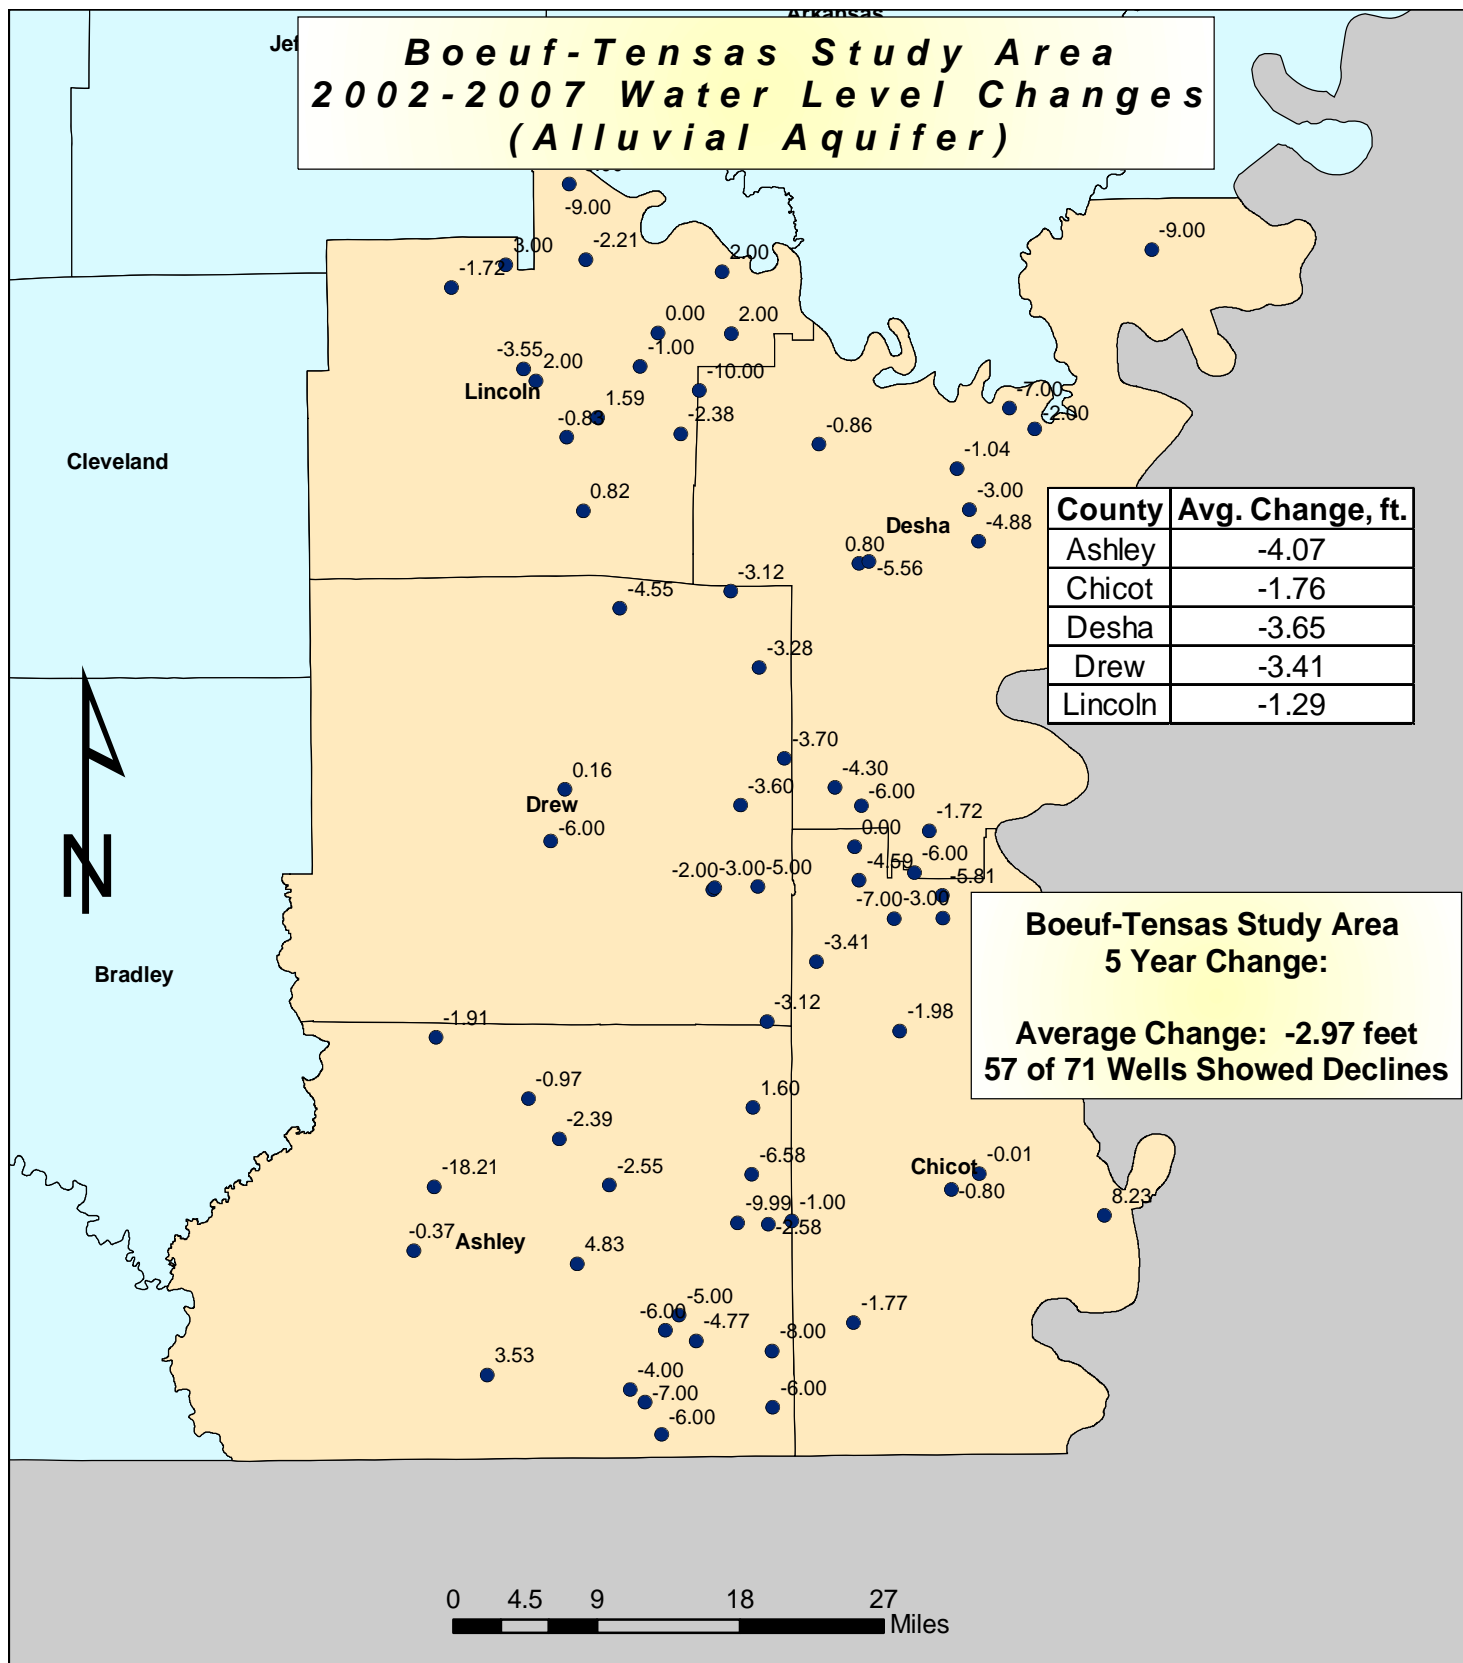 Arkansas
Boeuf-Tensas Study Area
2002-2007 Water Level Changes
(Alluvial Aquifer)
-9.00
-2.21
3.00
-1.72
2.00
-9.00
0.00
2.00
-3.55
2.00
-1.00
-10.00
Lincoln
1.59
-0.83
-2.38
-0.86
-7.00
-2.00
Cleveland
-1.04
0.82
-3.00
Desha
-4.88
0.80
-5.56
County Avg. Change, ft.
Ashley -4.07
Chicot -1.76
Desha -3.65
Drew -3.41
Lincoln -1.29
-4.55
-3.12
-3.28
-3.70
0.16
-4.30
Drew
-3.60
-6.00
-6.00
-1.72
0.00
-4.59
-6.00
-2.00
-3.00
-5.00
-5.81
-7.00
-3.00
N
Boeuf-Tensas Study Area
5 Year Change:
Average Change: -2.97 feet
57 of 71 Wells Showed Declines
Bradley
-3.41
-3.12
-1.98
-1.91
-0.97
1.60
-2.39
-18.21
-2.55
-6.58
Chicot
-0.01
-0.80
8.23
-9.99
-1.00
-2.58
-0.37
Ashley
4.83
-5.00
-6.00
-4.77
-1.77
-8.00
3.53
-4.00
-7.00
-6.00
-6.00
0 4.5 9 18 27
Miles